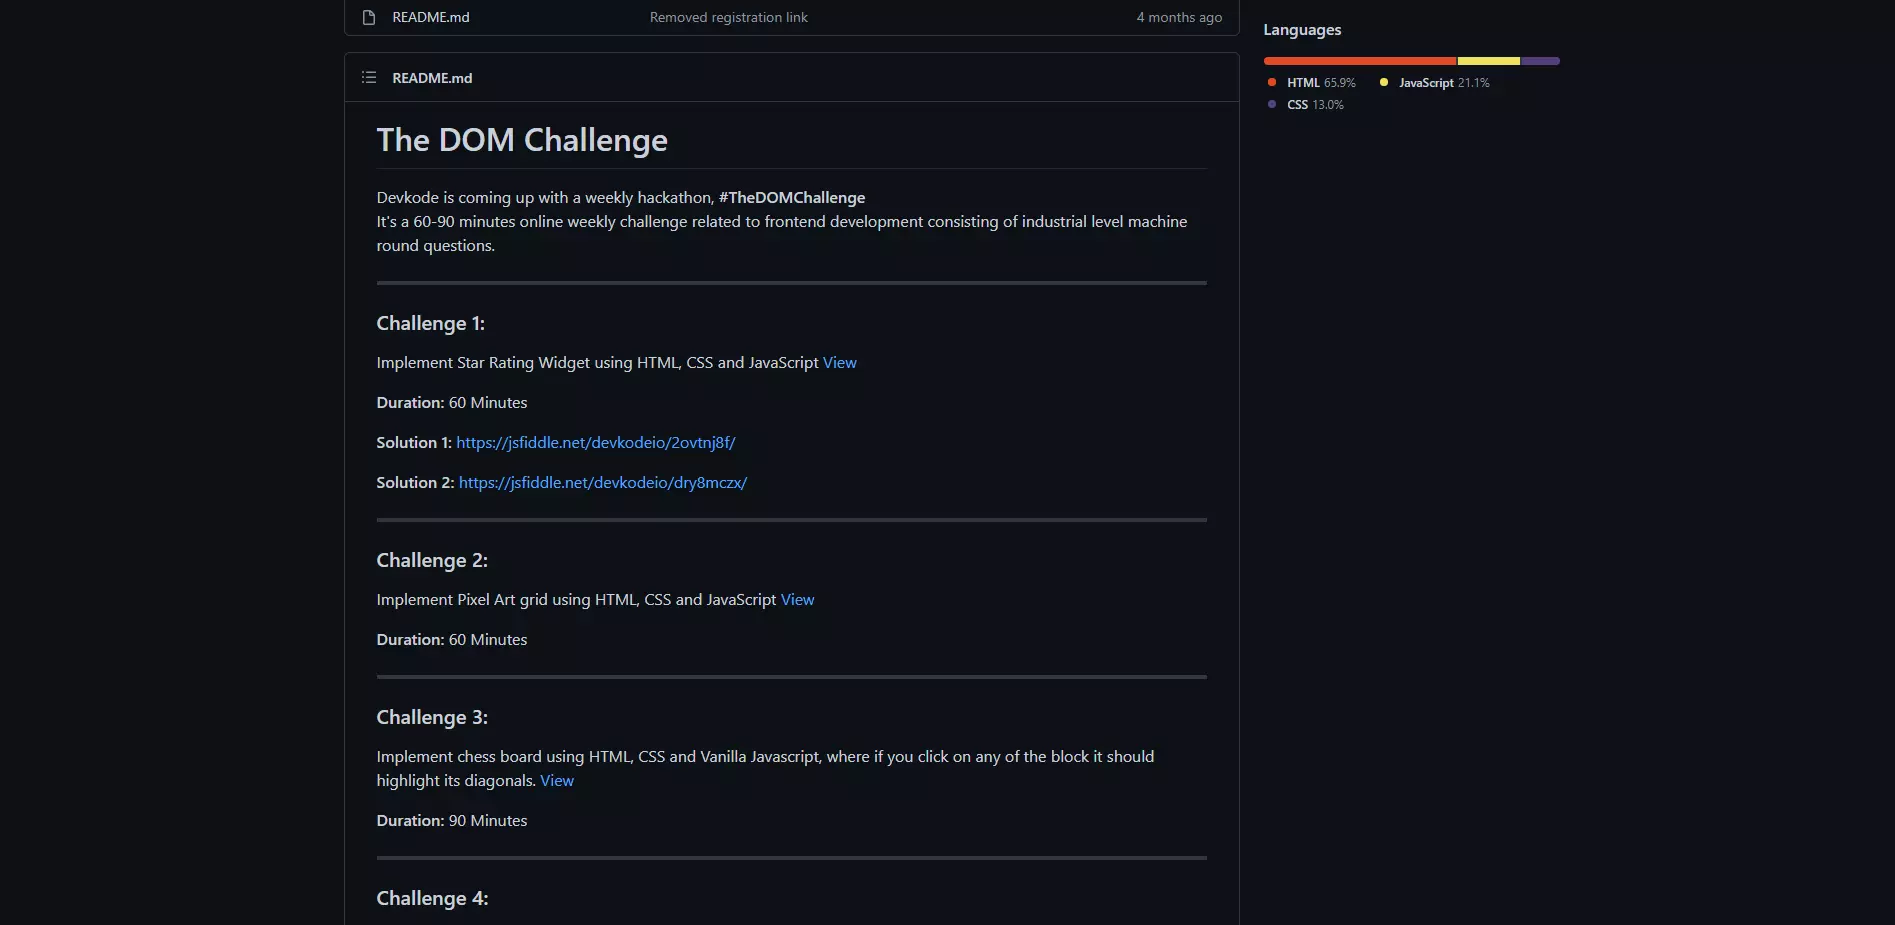 README.md Removed registration link 4 months ago
README.md
The DOM Challenge
Devkode is coming up with a weekly hackathon, #TheDOMChallenge
It's a 60-90 minutes online weekly challenge related to frontend development consisting of industrial level machine
round questions.
Challenge 1:
Implement Star Rating Widget using HTML, CSS and JavaScript View
Duration: 60 Minutes
Solution 1: https://jsfiddle.net/devkodeio/2ovtnj8f/
Solution 2: https://jsfiddle.net/devkodeio/dry8mczx/
Challenge 2:
Implement Pixel Art grid using HTML, CSS and JavaScript View
Duration: 60 Minutes
Challenge 3:
Implement chess board using HTML, CSS and Vanilla Javascript, where if you click on any of the block it should
highlight its diagonals. View
Duration: 90 Minutes
Challenge 4:
Languages
HTML 65.9% JavaScript 21.1%
CSS 13.0%